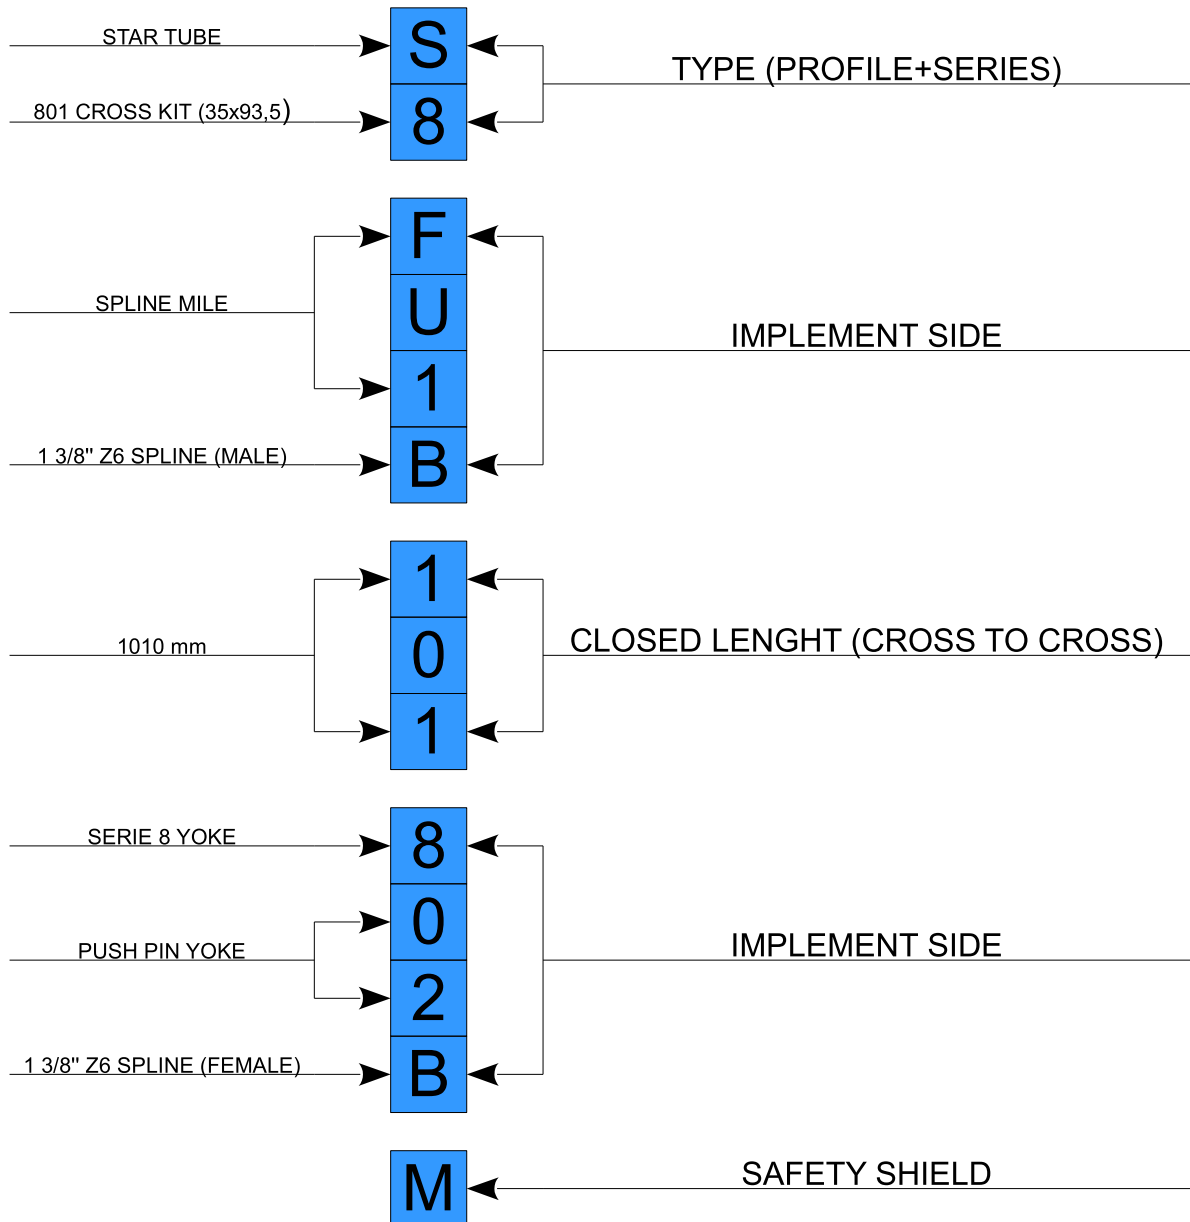 STAR TUBE
S
TYPE (PROFILE+SERIES)
801 CROSS KIT (35x93,5)
8
F
SPLINE MILE
U
IMPLEMENT SIDE
1
1 3/8" Z6 SPLINE (MALE)
B
1
1010 mm
0
CLOSED LENGHT (CROSS TO CROSS)
1
SERIE 8 YOKE
8
0
PUSH PIN YOKE
IMPLEMENT SIDE
2
1 3/8" Z6 SPLINE (FEMALE)
B
M
SAFETY SHIELD